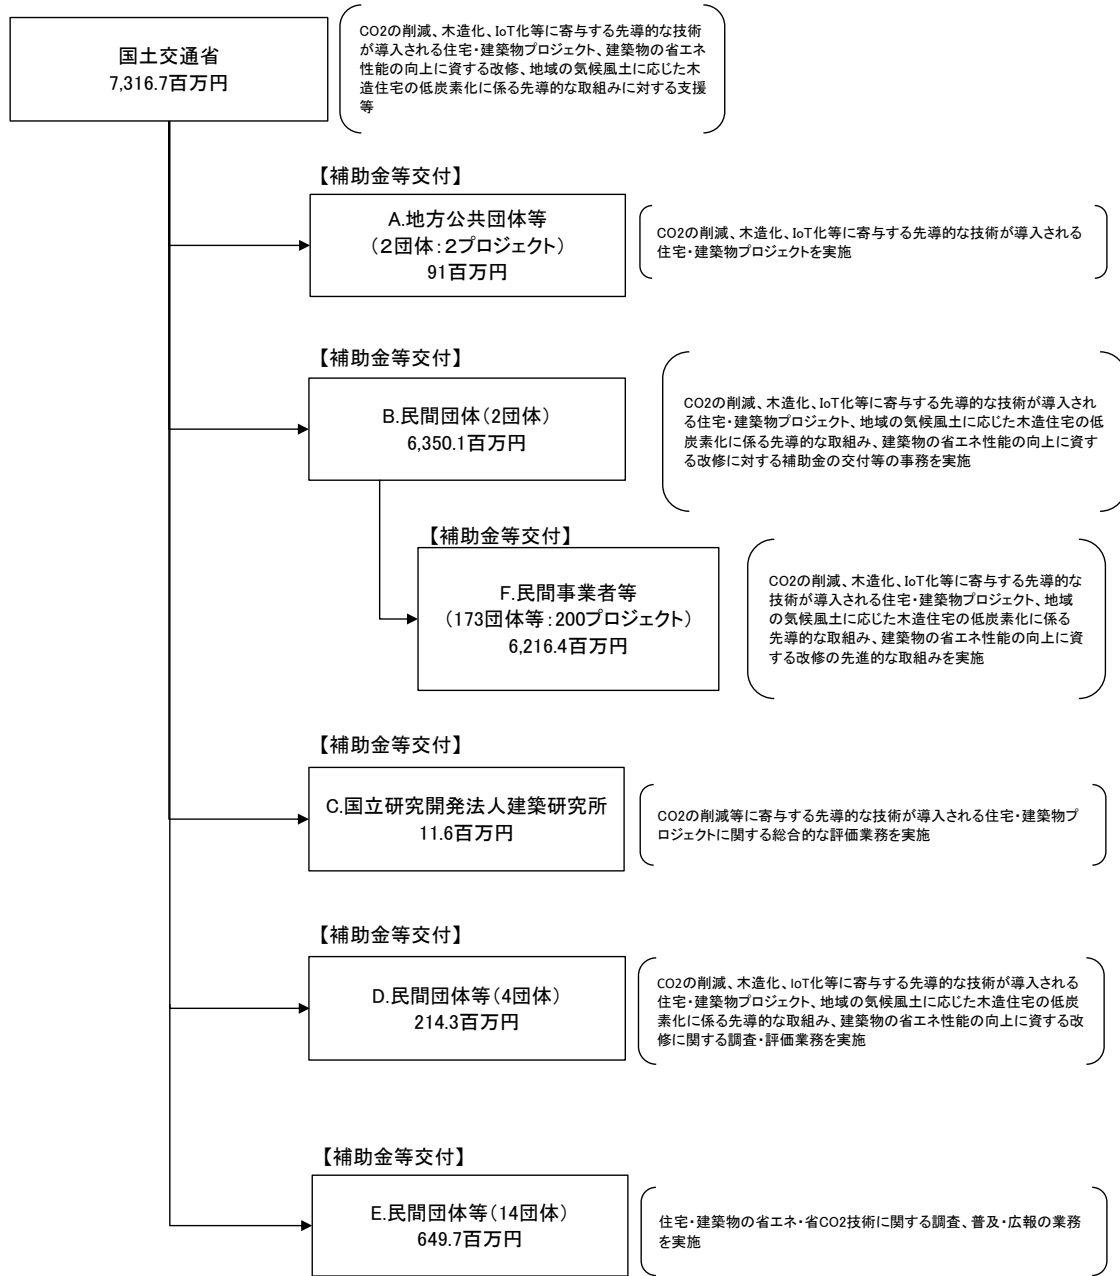 国土交通省
7,316.7百万円
CO2の削減、木造化、IoT化等に寄与する先導的な技術
が導入される住宅・建築物プロジェクト、建築物の省エネ
性能の向上に資する改修、地域の気候風土に応じた木
造住宅の低炭素化に係る先導的な取組みに対する支援
等
【補助金等交付】
A.地方公共団体等
（２団体：２プロジェクト）
91百万円
CO2の削減、木造化、IoT化等に寄与する先導的な技術が導入される
住宅・建築物プロジェクトを実施
【補助金等交付】
B.民間団体（2団体）
6,350.1百万円
CO2の削減、木造化、IoT化等に寄与する先導的な技術が導入され
る住宅・建築物プロジェクト、地域の気候風土に応じた木造住宅の低
炭素化に係る先導的な取組み、建築物の省エネ性能の向上に資す
る改修に対する補助金の交付等の事務を実施
【補助金等交付】
F.民間事業者等
（173団体等：200プロジェクト）
6,216.4百万円
CO2の削減、木造化、IoT化等に寄与する先導的な
技術が導入される住宅・建築物プロジェクト、地域
の気候風土に応じた木造住宅の低炭素化に係る
先導的な取組み、建築物の省エネ性能の向上に資
する改修の先進的な取組みを実施
【補助金等交付】
C.国立研究開発法人建築研究所
11.6百万円
CO2の削減等に寄与する先導的な技術が導入される住宅・建築物プ
ロジェクトに関する総合的な評価業務を実施
【補助金等交付】
D.民間団体等（4団体）
214.3百万円
CO2の削減、木造化、IoT化等に寄与する先導的な技術が導入される
住宅・建築物プロジェクト、地域の気候風土に応じた木造住宅の低炭
素化に係る先導的な取組み、建築物の省エネ性能の向上に資する改
修に関する調査・評価業務を実施
【補助金等交付】
E.民間団体等（14団体）
649.7百万円
住宅・建築物の省エネ・省CO2技術に関する調査、普及・広報の業務
を実施